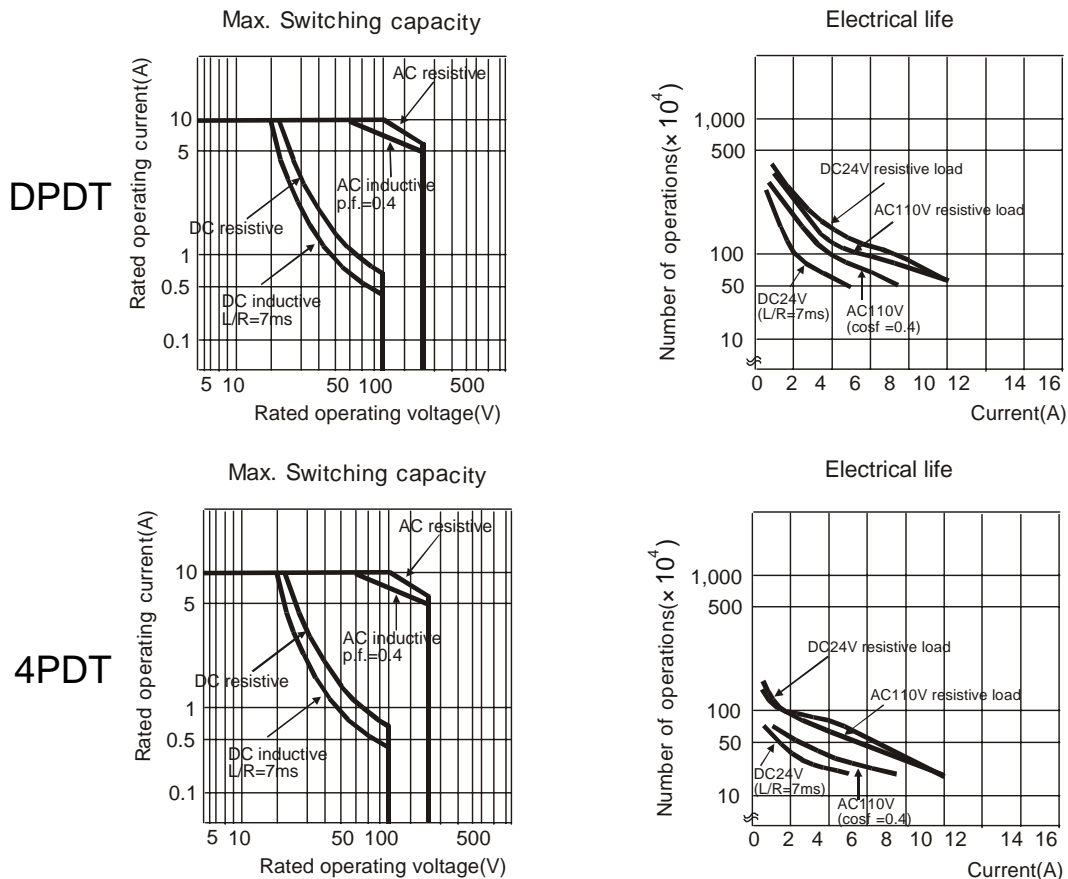 DPDT
Max. Switching capacity
Rated operating current(A)
10
5
1
0.5
0.1
AC resistive
AC inductive
p.f.=0.4
DC resistive
DC inductive
L/R=7ms
5 10 50 100 500
Rated operating voltage(V)
Electrical life
Number of operations(× 10⁴)
1,000
500
100
50
10
DC24V resistive load
AC110V resistive load
DC24V
(L/R=7ms)
AC110V
(cosf =0.4)
0 2 4 6 8 10 12 14 16
Current(A)
4PDT
Max. Switching capacity
Rated operating current(A)
10
5
1
0.5
0.1
AC resistive
AC inductive
p.f.=0.4
DC resistive
DC inductive
L/R=7ms
5 10 50 100 500
Rated operating voltage(V)
Electrical life
Number of operations(× 10⁴)
1,000
500
100
50
10
DC24V resistive load
AC110V resistive load
DC24V
(L/R=7ms)
AC110V
(cosf =0.4)
0 2 4 6 8 10 12 14 16
Current(A)